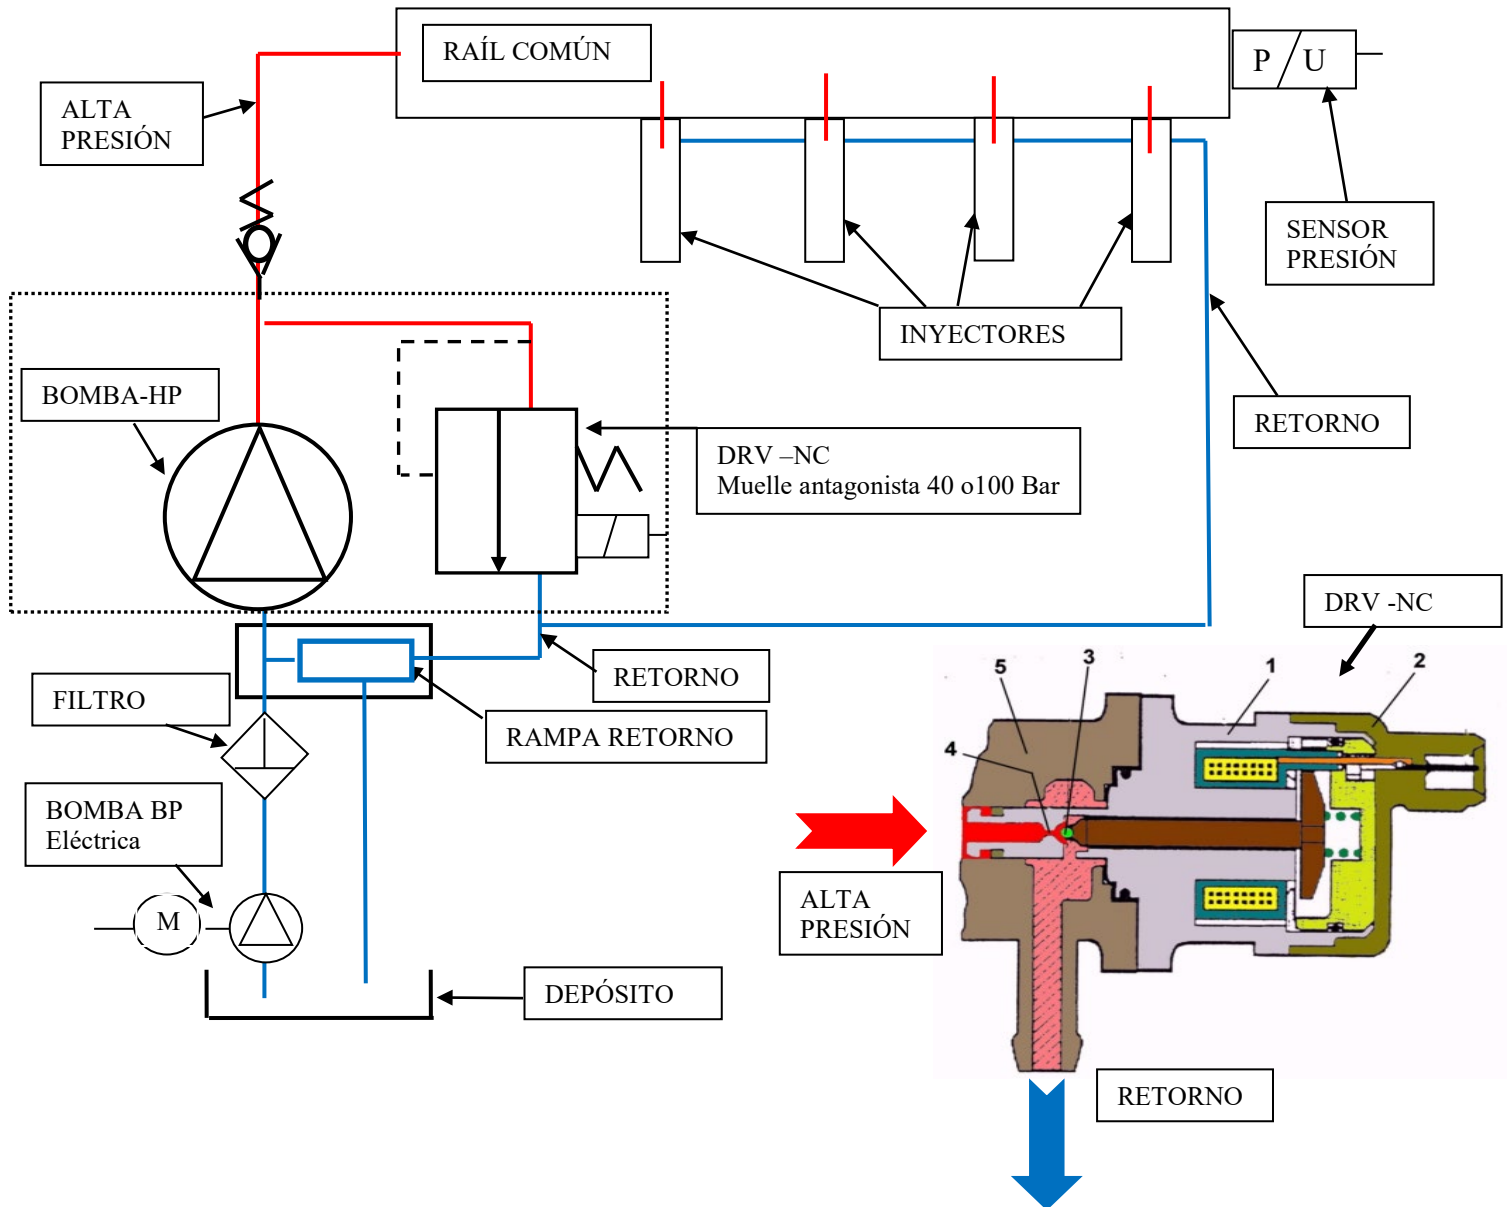 RAÍL COMÚN
P
U
ALTA
PRESIÓN
SENSOR
PRESIÓN
INYECTORES
BOMBA-HP
RETORNO
DRV –NC
Muelle antagonista 40 o100 Bar
DRV -NC
RETORNO
FILTRO
RAMPA RETORNO
5
3
1
2
4
BOMBA BP
Eléctrica
M
ALTA
PRESIÓN
DEPÓSITO
RETORNO